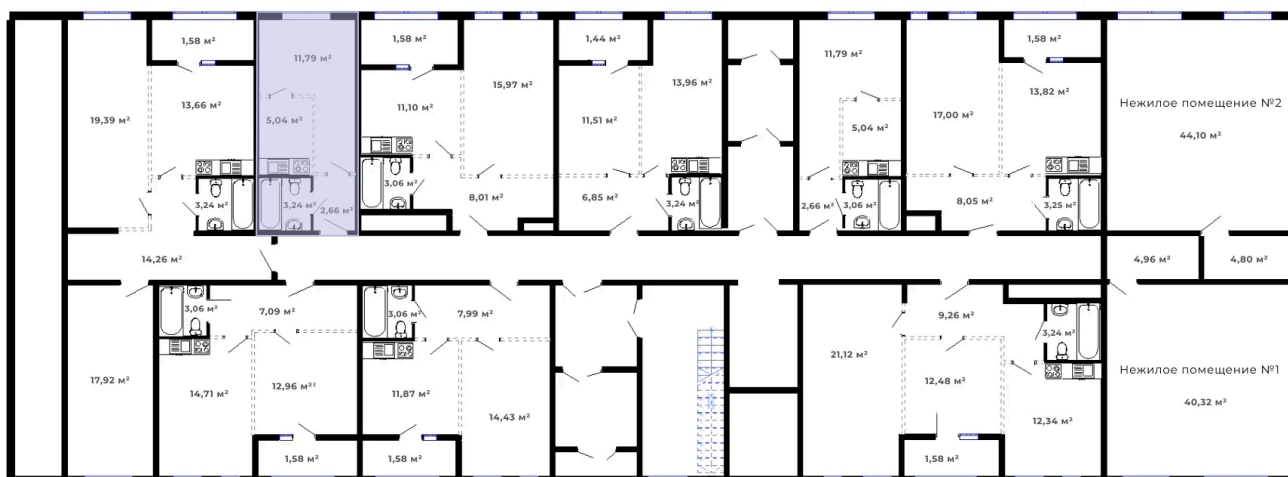 1,58 м²
11,79 м²
1,58 м²
1,44 м²
11,79 м²
1,58 м²
19,39 м²
13,66 м²
5,04 м²
11,10 м²
15,97 м²
11,51 м²
13,96 м²
5,04 м²
17,00 м²
13,82 м²
Нежилое помещение №2
44,10 м²
3,24 м²
3,24 м²
2,66 м²
3,06 м²
8,01 м²
6,85 м²
3,24 м²
2,66 м²
3,06 м²
8,05 м²
3,25 м²
14,26 м²
4,96 м²
4,80 м²
3,06 м²
7,09 м²
3,06 м²
7,99 м²
9,26 м²
3,24 м²
17,92 м²
14,71 м²
12,96 м²¹
11,87 м²
14,43 м²
21,12 м²
12,48 м²
12,34 м²
Нежилое помещение №1
40,32 м²
1,58 м²
1,58 м²
1,58 м²